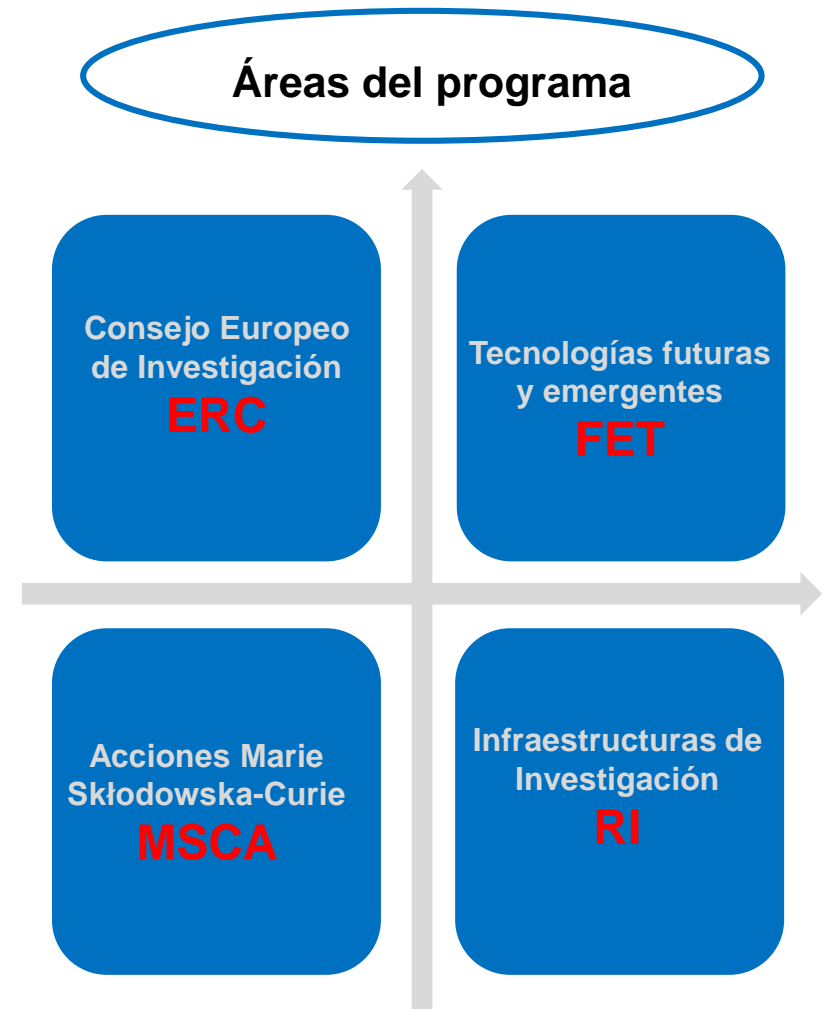 Áreas del programa
Consejo Europeo
de Investigación
ERC
Tecnologías futuras
y emergentes
FET
Acciones Marie
Skłodowska-Curie
MSCA
Infraestructuras de
Investigación
RI